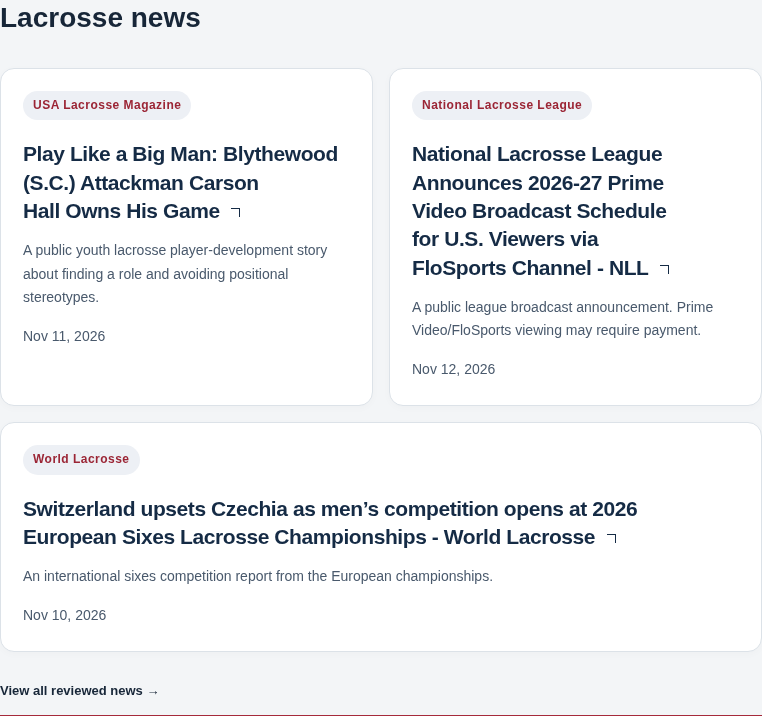 Lacrosse news
USA Lacrosse Magazine
Play Like a Big Man: Blythewood
(S.C.) Attackman Carson
Hall Owns His Game
A public youth lacrosse player-development story
about finding a role and avoiding positional
stereotypes.
Nov 11, 2026
National Lacrosse League
National Lacrosse League
Announces 2026-27 Prime
Video Broadcast Schedule
for U.S. Viewers via
FloSports Channel - NLL
A public league broadcast announcement. Prime
Video/FloSports viewing may require payment.
Nov 12, 2026
World Lacrosse
Switzerland upsets Czechia as men’s competition opens at 2026
European Sixes Lacrosse Championships - World Lacrosse
An international sixes competition report from the European championships.
Nov 10, 2026
View all reviewed news →